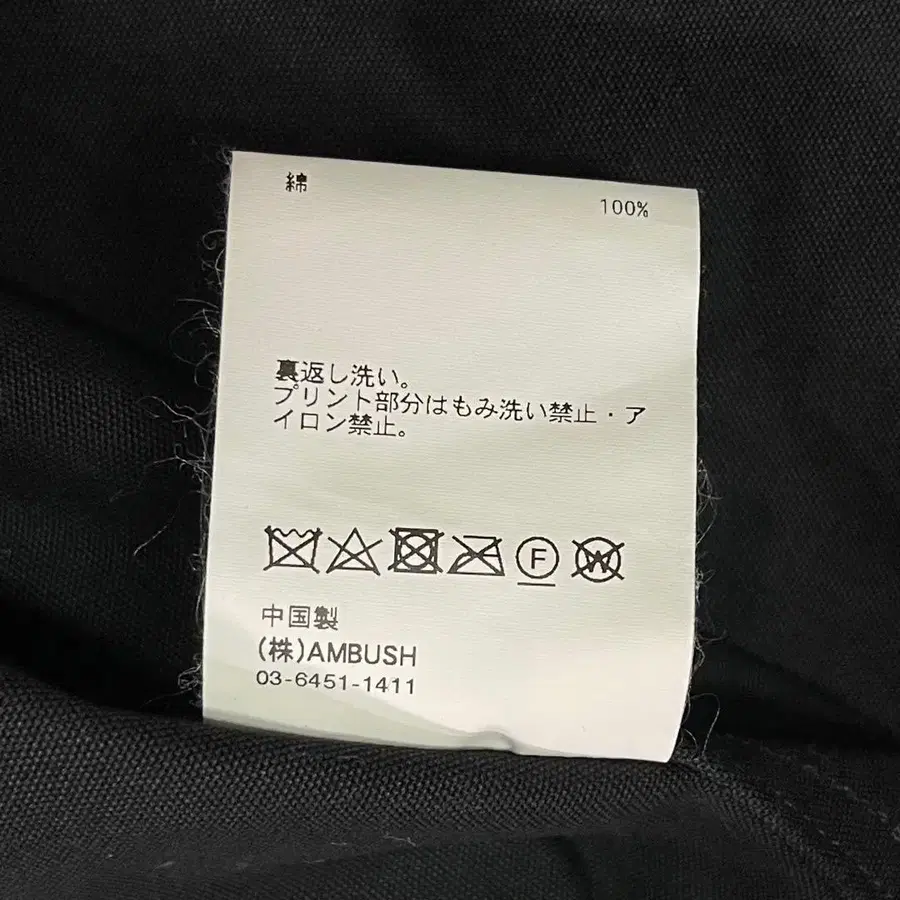 綿 100%
裏返し洗い。
プリント部分はもみ洗い禁止・ア
イロン禁止。
F W
中国製
(株)AMBUSH
03-6451-1411